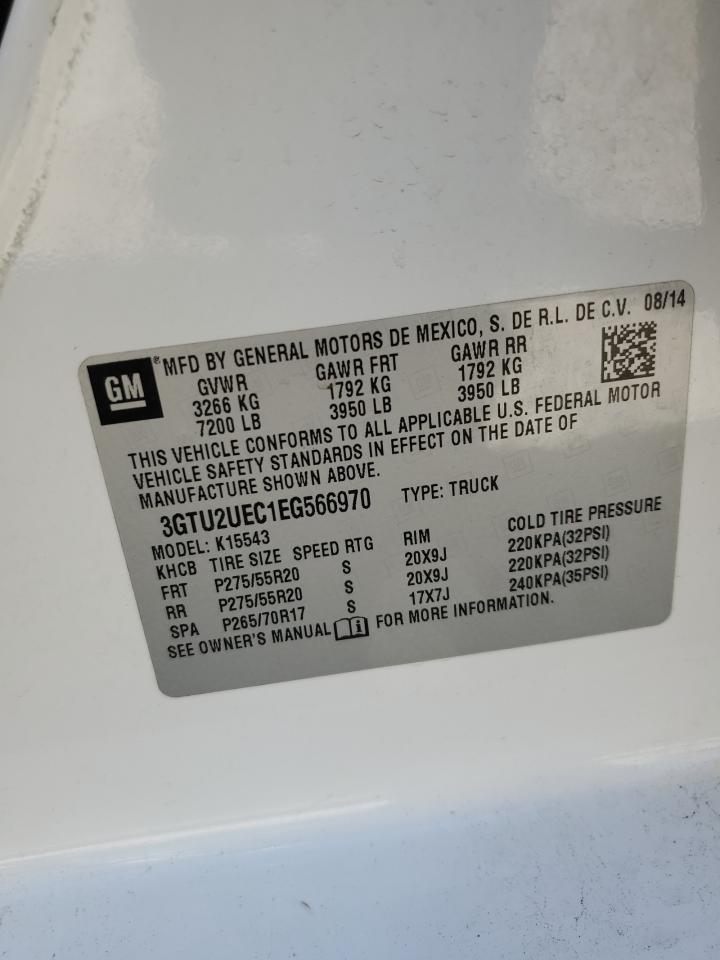 GM
® MFD BY GENERAL MOTORS DE MEXICO, S. DE R.L. DE C.V. 08/14
GVWR GAWR FRT GAWR RR
3266 KG 1792 KG 1792 KG
7200 LB 3950 LB 3950 LB
THIS VEHICLE CONFORMS TO ALL APPLICABLE U.S. FEDERAL MOTOR
VEHICLE SAFETY STANDARDS IN EFFECT ON THE DATE OF
MANUFACTURE SHOWN ABOVE.
3GTU2UEC1EG566970 TYPE: TRUCK
MODEL: K15543
KHCB TIRE SIZE SPEED RTG RIM COLD TIRE PRESSURE
FRT P275/55R20 S 20X9J 220KPA(32PSI)
RR P275/55R20 S 20X9J 220KPA(32PSI)
SPA P265/70R17 S 17X7J 240KPA(35PSI)
SEE OWNER'S MANUAL i FOR MORE INFORMATION.